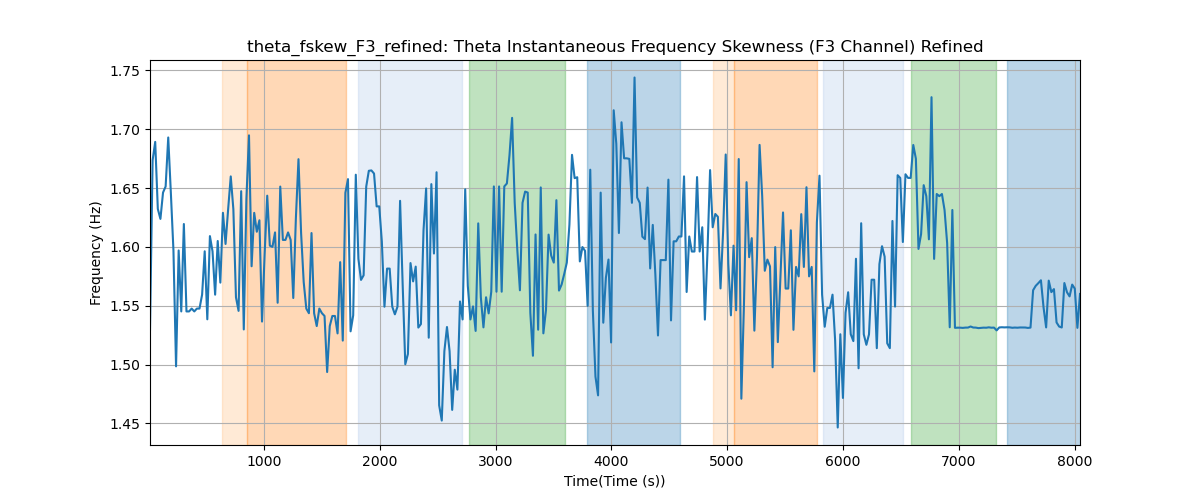 theta_fskew_F3_refined: Theta Instantaneous Frequency Skewness (F3 Channel) Refined
Frequency (Hz)
1.75
1.70
1.65
1.60
1.55
1.50
1.45
1000 2000 3000 4000 5000 6000 7000 8000
Time(Time (s))